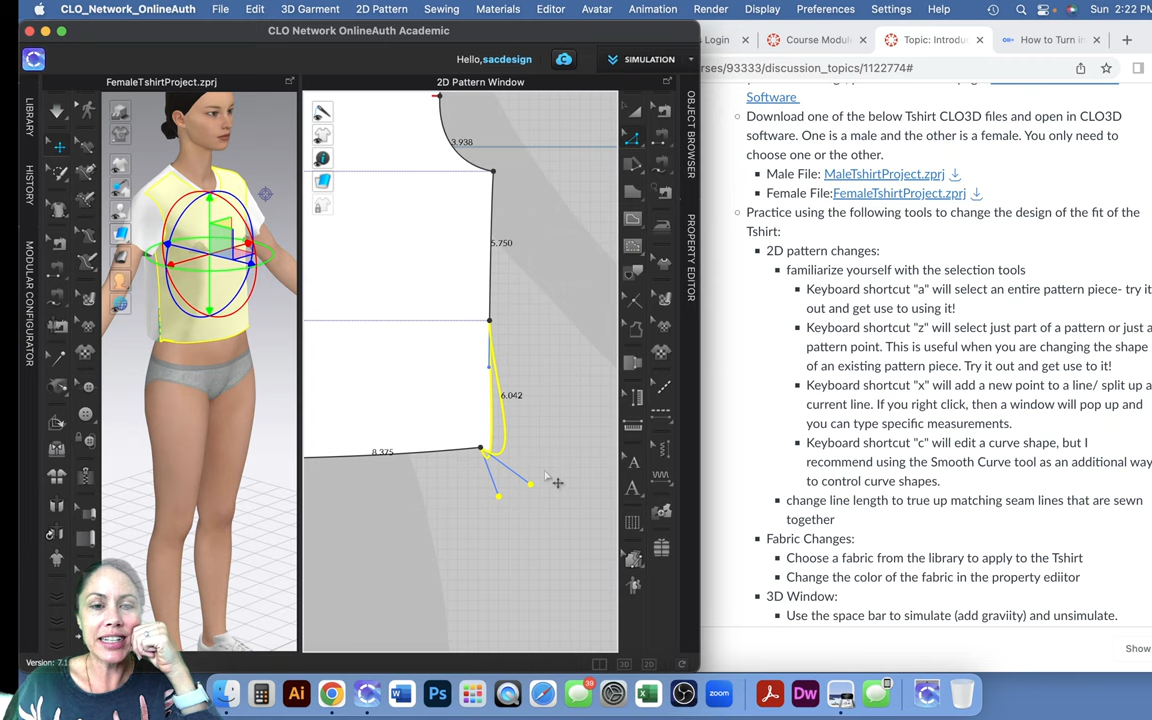 CLO_Network_OnlineAuth File Edit 3D Garment 2D Pattern Sewing Materials Editor Avatar Animation Render Display Preferences Settings Help Sun 2:22 PM
CLO Network OnlineAuth Academic
Hello,sacdesign
SIMULATION
FemaleTshirtProject.zprj
2D Pattern Window
LIBRARY
HISTORY
MODULAR CONFIGURATOR
OBJECT BROWSER
PROPERTY EDITOR
3.938
5.750
6.042
8.375
A
A
Version: 7.1
3D 2D
s Login
Course Modul
Topic: Introdu
How to Turn in
rses/93333/discussion_topics/1122774#
Software
Download one of the below Tshirt CLO3D files and open in CLO3D
software. One is a male and the other is a female. You only need to
choose one or the other.
Male File: MaleTshirtProject.zprj
Female File:FemaleTshirtProject.zprj
Practice using the following tools to change the design of the fit of the
Tshirt:
2D pattern changes:
familiarize yourself with the selection tools
Keyboard shortcut "a" will select an entire pattern piece- try it
out and get use to using it!
Keyboard shortcut "z" will select just part of a pattern or just a
pattern point. This is useful when you are changing the shape
of an existing pattern piece. Try it out and get use to it!
Keyboard shortcut "x" will add a new point to a line/ split up a
current line. If you right click, then a window will pop up and
you can type specific measurements.
Keyboard shortcut "c" will edit a curve shape, but I
recommend using the Smooth Curve tool as an additional way
to control curve shapes.
change line length to true up matching seam lines that are sewn
together
Fabric Changes:
Choose a fabric from the library to apply to the Tshirt
Change the color of the fabric in the property ediitor
3D Window:
Use the space bar to simulate (add graviity) and unsimulate.
Show
39
Ai
W
Ps
X
zoom
Dw